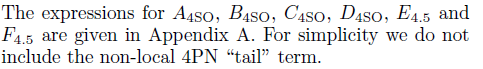 The expressions for A₄SO, B₄SO, C₄SO, D₄SO, E₄.₅ and
F₄.₅ are given in Appendix A. For simplicity we do not
include the non-local 4PN “tail” term.